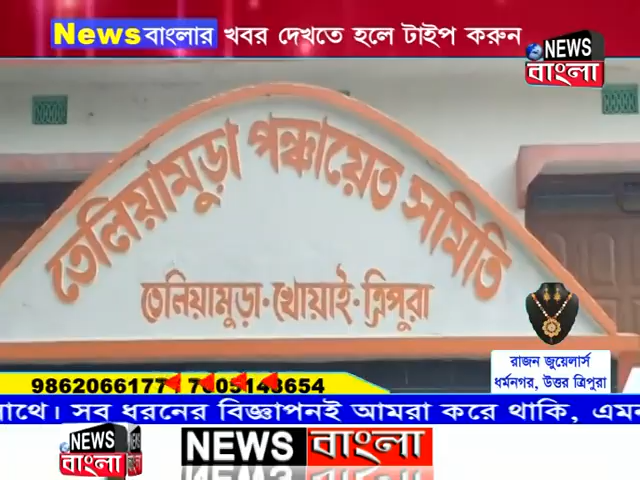 Newsবাংলার খবর দেখতে হলে টাইপ করুন
NEWS
বাংলা
তেলিয়ামুড়া পঞ্চায়েত সমিতি
তেলিয়ামুড়া·খোয়াই·ত্রিপুরা
রাজন জুয়েলার্স
ধর্মনগর, উত্তর ত্রিপুরা
9862066177
সব ধরনের বিজ্ঞাপনই আমরা করে থাকি,
NEWS
বাংলা
NEWS বাংলা